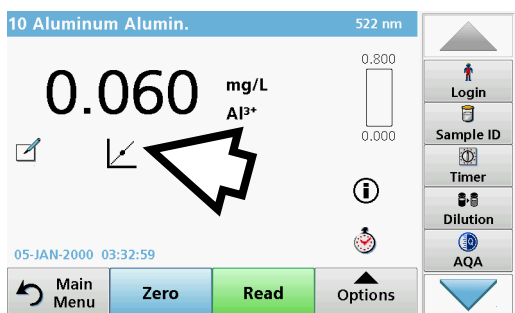 10 Aluminum Alumin.
522 nm
0.060
mg/L
Al³⁺
0.800
0.000
05-JAN-2000 03:32:59
Main
Menu
Zero
Read
Options
Login
Sample ID
Timer
Dilution
AQA